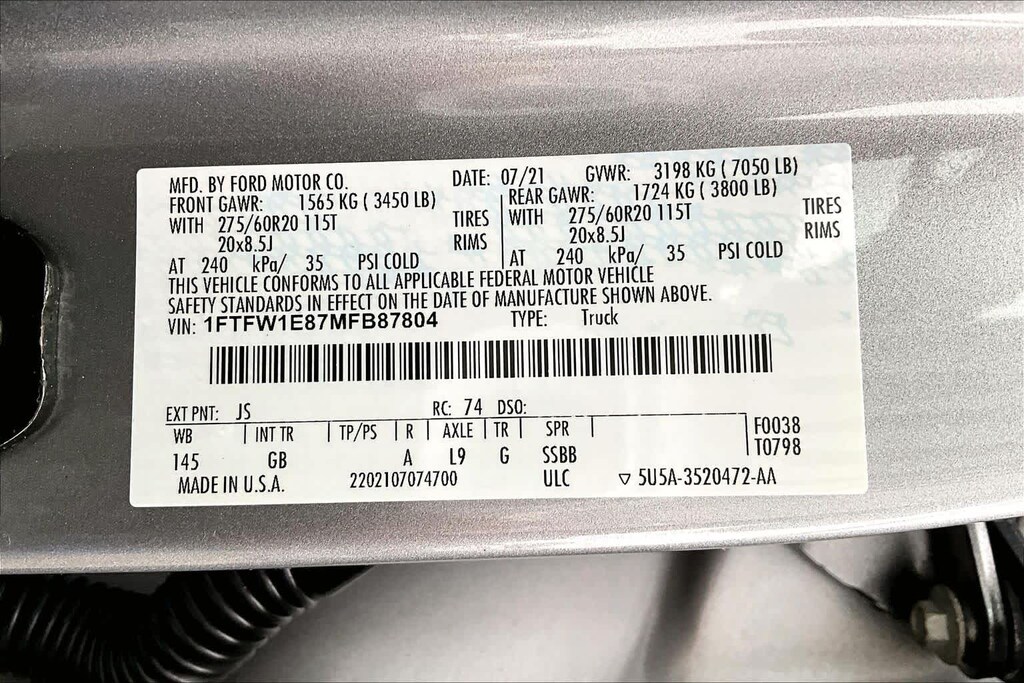 MFD. BY FORD MOTOR CO. DATE: 07/21 GVWR: 3198 KG ( 7050 LB)
FRONT GAWR: 1565 KG ( 3450 LB) REAR GAWR: 1724 KG ( 3800 LB)
WITH 275/60R20 115T TIRES WITH 275/60R20 115T TIRES
20x8.5J RIMS 20x8.5J RIMS
AT 240 kPa/ 35 PSI COLD AT 240 kPa/ 35 PSI COLD
THIS VEHICLE CONFORMS TO ALL APPLICABLE FEDERAL MOTOR VEHICLE
SAFETY STANDARDS IN EFFECT ON THE DATE OF MANUFACTURE SHOWN ABOVE.
VIN: 1FTFW1E87MFB87804 TYPE: Truck
EXT PNT: JS RC: 74 DSO:
WB INT TR TP/PS R AXLE TR SPR F0038
145 GB A L9 G SSBB T0798
MADE IN U.S.A. 2202107074700 ULC ▽ 5U5A-3520472-AA